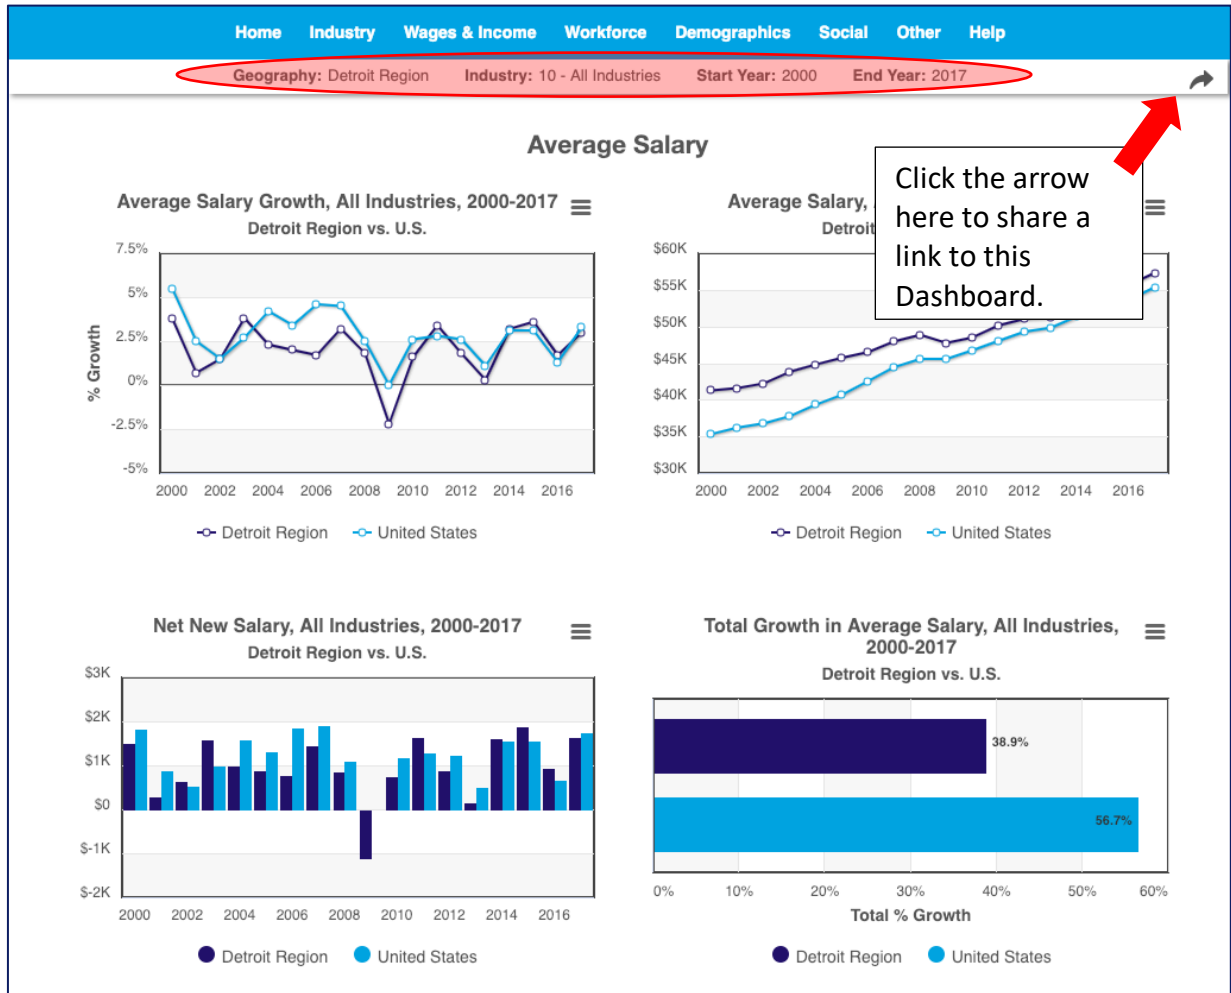 Home Industry Wages & Income Workforce Demographics Social Other Help
Geography: Detroit Region Industry: 10 - All Industries Start Year: 2000 End Year: 2017
Average Salary
Click the arrow
here to share a
link to this
Dashboard.
Average Salary Growth, All Industries, 2000-2017
Detroit Region vs. U.S.
7.5%
5%
2.5%
0%
-2.5%
-5%
% Growth
2000 2002 2004 2006 2008 2010 2012 2014 2016
Detroit Region United States
Average Salary,
Detroit
$60K
$55K
$50K
$45K
$40K
$35K
$30K
2000 2002 2004 2006 2008 2010 2012 2014 2016
Detroit Region United States
Net New Salary, All Industries, 2000-2017
Detroit Region vs. U.S.
$3K
$2K
$1K
$0
$-1K
$-2K
2000 2002 2004 2006 2008 2010 2012 2014 2016
Detroit Region United States
Total Growth in Average Salary, All Industries,
2000-2017
Detroit Region vs. U.S.
38.9%
56.7%
0% 10% 20% 30% 40% 50% 60%
Total % Growth
Detroit Region United States